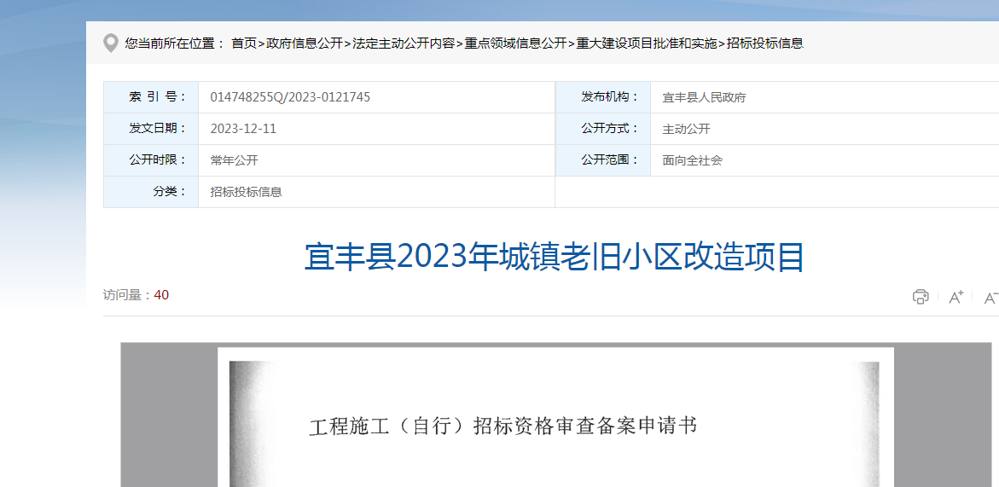 您当前所在位置： 首页>政府信息公开>法定主动公开内容>重点领域信息公开>重大建设项目批准和实施>招标投标信息
索 引 号： 014748255Q/2023-0121745 发布机构： 宜丰县人民政府
发文日期： 2023-12-11 公开方式： 主动公开
公开时限： 常年公开 公开范围： 面向全社会
分类： 招标投标信息
宜丰县2023年城镇老旧小区改造项目
访问量：40 A+ A-
工程施工（自行）招标资格审查备案申请书